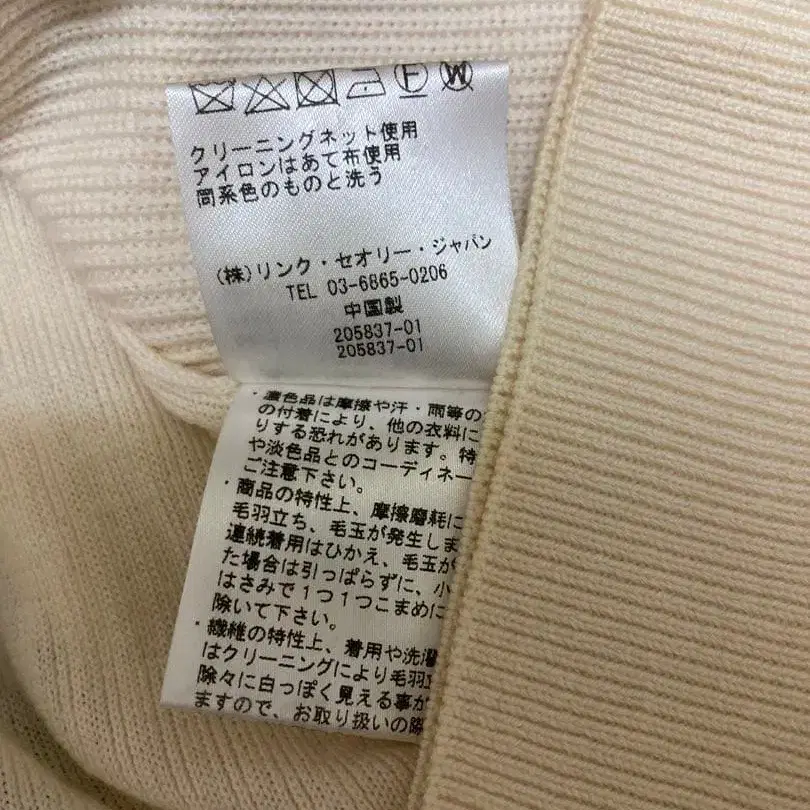 F W
クリーニングネット使用
アイロンはあて布使用
同系色のものと洗う
(株)リンク・セオリー・ジャパン
TEL 03-6865-0206
中国製
205837-01
205837-01
・濃色品は摩擦や汗・雨等の
の付着により、他の衣料に
りする恐れがあります。特
や淡色品とのコーディネー
ご注意下さい。
・商品の特性上、摩擦磨耗に
毛羽立ち、毛玉が発生しま
連続着用はひかえ、毛玉が
た場合は引っぱらずに、小
はさみで1つ1つこまめに
除いて下さい。
・繊維の特性上、着用や洗濯
はクリーニングにより毛羽立
除々に白っぽく見える事が
ますので、お取り扱いの際